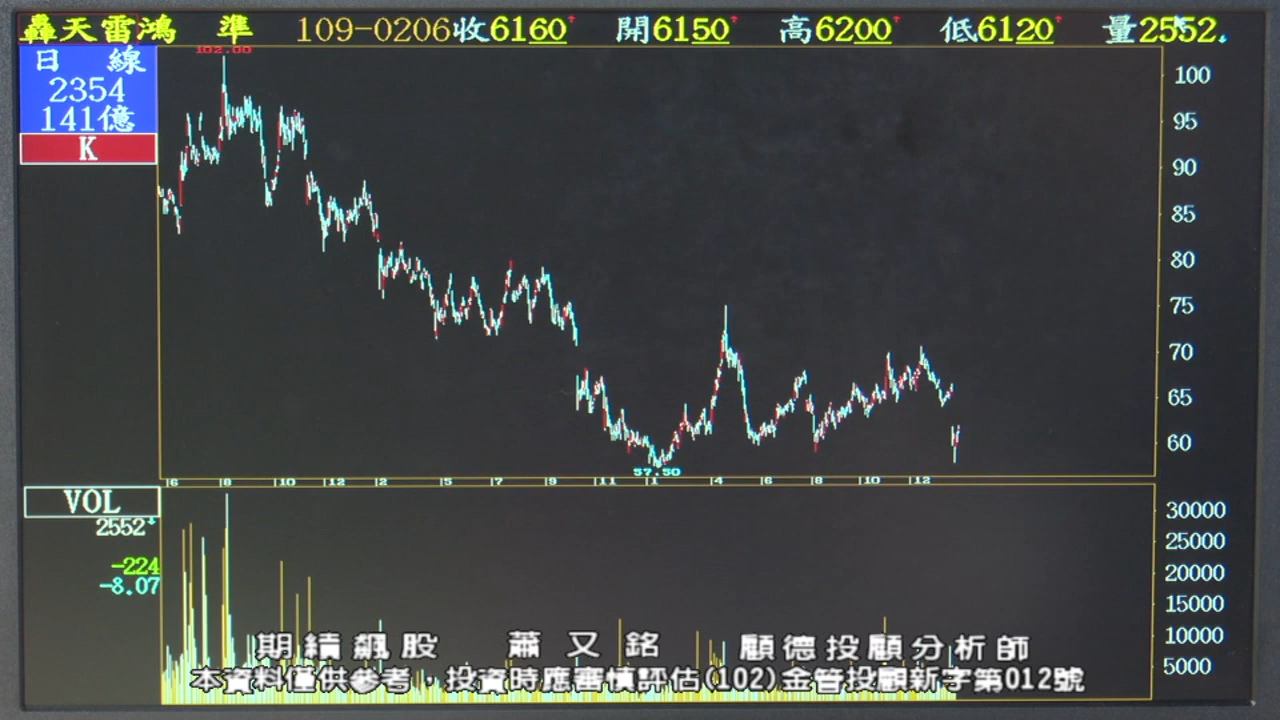 轟天雷鴻 準 109-0206收6160 開6150 高6200 低6120 量2552
日 線
2354
141億
K
102.00
100
95
90
85
80
75
70
65
60
57.50
6 8 10 12 2 5 7 9 11 1 4 6 8 10 12
VOL
2552
-224
-8.07
30000
25000
20000
15000
10000
5000
期續飆股 蕭又銘 顧德投顧分析師
本資料僅供參考，投資時應審慎評估(102)金管投顧新字第012號